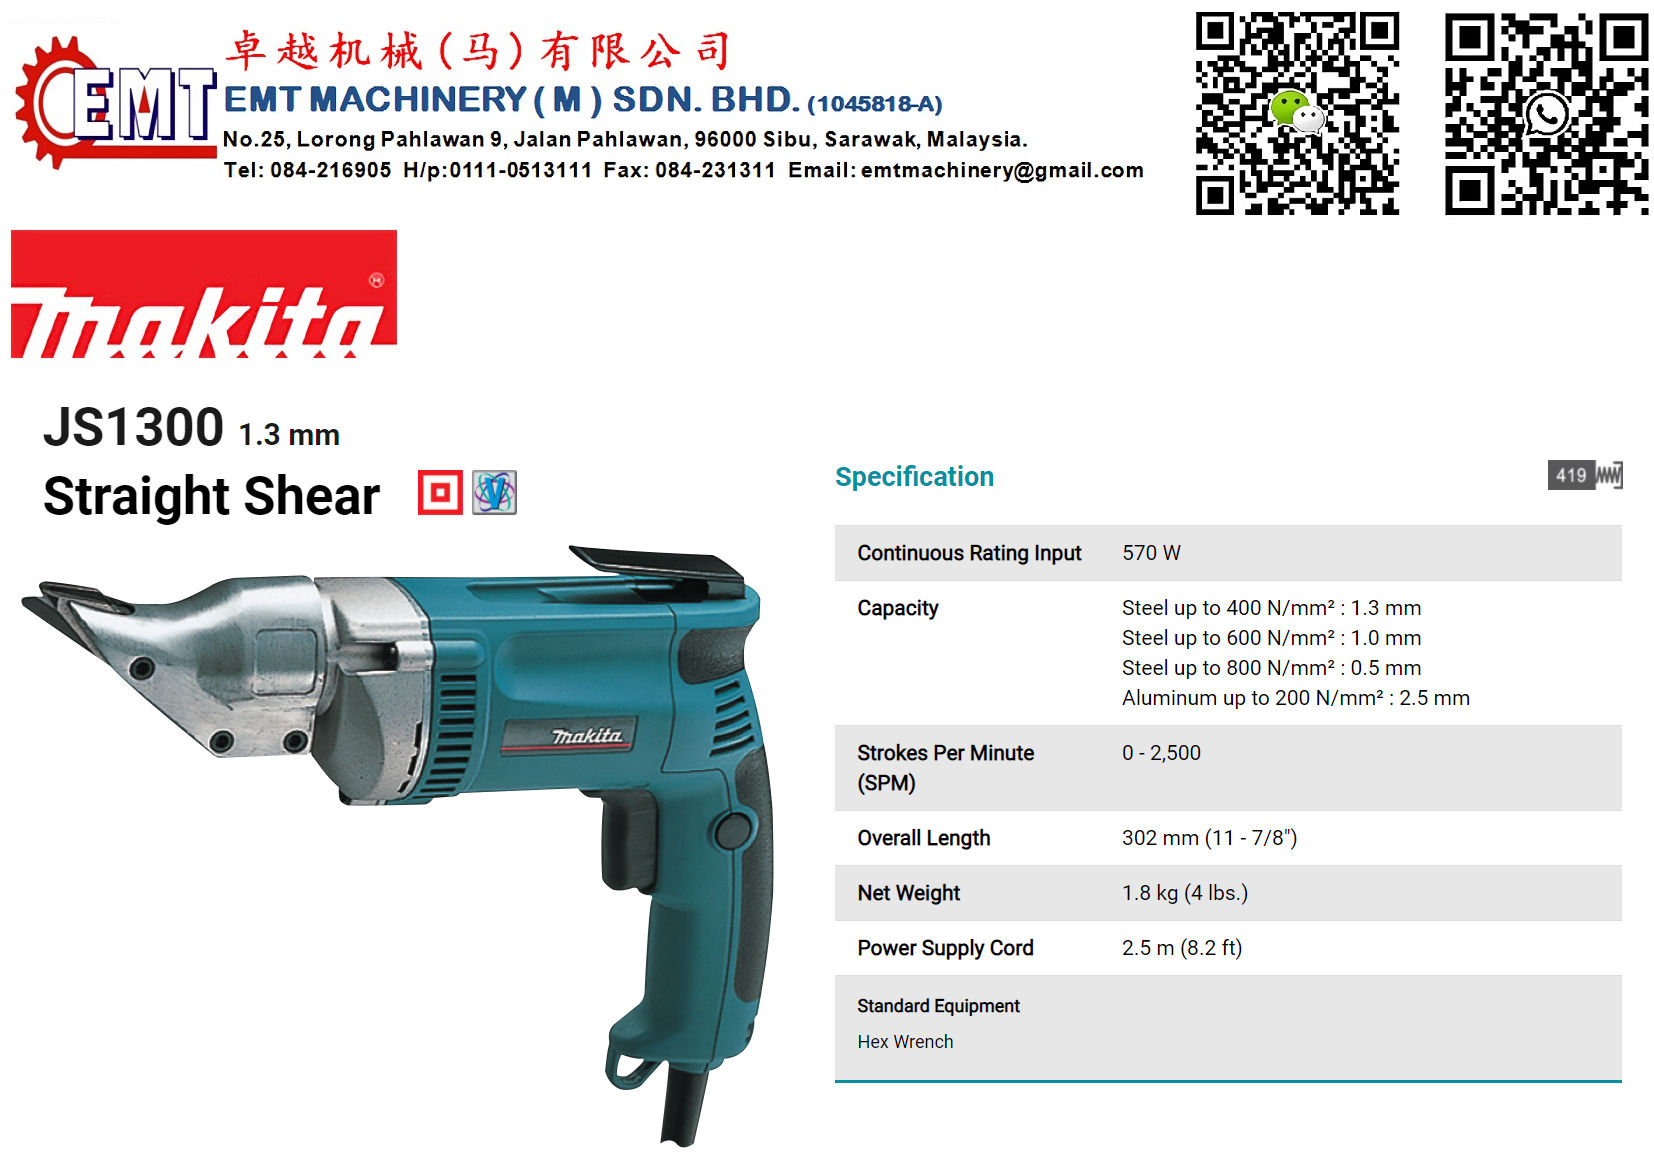 卓越机械(马)有限公司
EMT
EMT MACHINERY ( M ) SDN. BHD. (1045818-A)
No.25, Lorong Pahlawan 9, Jalan Pahlawan, 96000 Sibu, Sarawak, Malaysia.
Tel: 084-216905 H/p:0111-0513111 Fax: 084-231311 Email: emtmachinery@gmail.com
makita ®
JS1300 1.3 mm
Straight Shear
V
makita
Specification
419
Continuous Rating Input 570 W
Capacity Steel up to 400 N/mm² : 1.3 mm
Steel up to 600 N/mm² : 1.0 mm
Steel up to 800 N/mm² : 0.5 mm
Aluminum up to 200 N/mm² : 2.5 mm
Strokes Per Minute 0 - 2,500
(SPM)
Overall Length 302 mm (11 - 7/8")
Net Weight 1.8 kg (4 lbs.)
Power Supply Cord 2.5 m (8.2 ft)
Standard Equipment
Hex Wrench